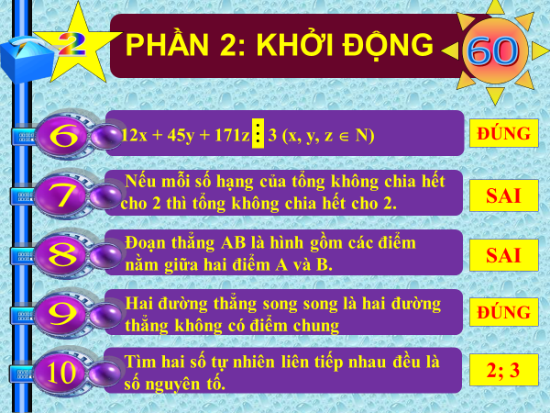 2
PHẦN 2: KHỞI ĐỘNG
60
6
12x + 45y + 171z ⋮ 3 (x, y, z ∈ N)
ĐÚNG
7
Nếu mỗi số hạng của tổng không chia hết
cho 2 thì tổng không chia hết cho 2.
SAI
8
Đoạn thẳng AB là hình gồm các điểm
nằm giữa hai điểm A và B.
SAI
9
Hai đường thẳng song song là hai đường
thẳng không có điểm chung
ĐÚNG
10
Tìm hai số tự nhiên liên tiếp nhau đều là
số nguyên tố.
2; 3